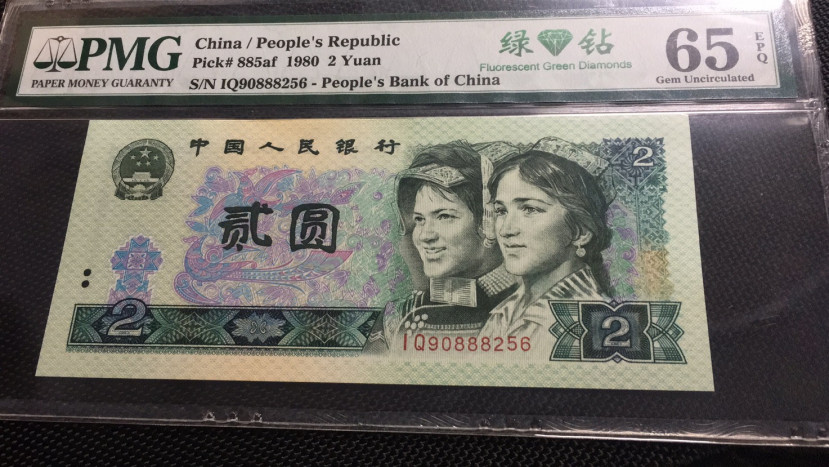 PMG
PAPER MONEY GUARANTY
China / People's Republic
Pick# 885af 1980 2 Yuan
S/N IQ90888256 - People's Bank of China
绿 钻
Fluorescent Green Diamonds
65 EPQ
Gem Uncirculated
中国人民银行
2
贰圆
2
2
IQ90888256